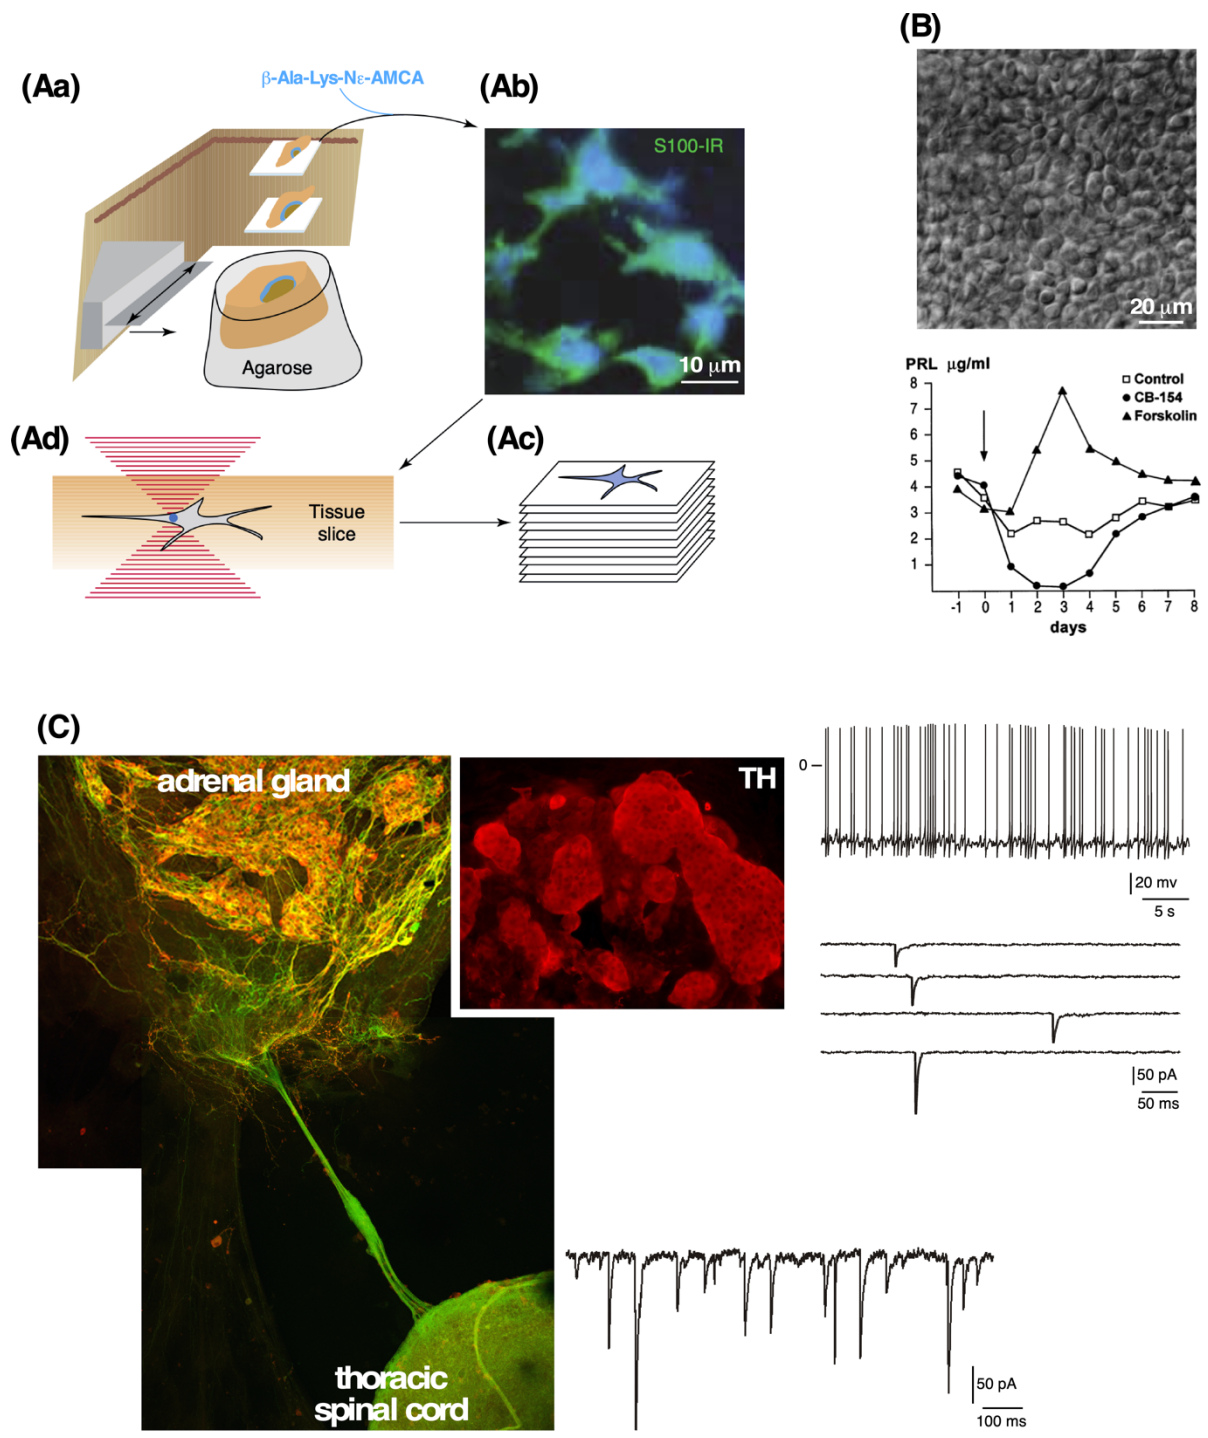 (B)
(Aa)
β-Ala-Lys-Nε-AMCA
(Ab)
S100-IR
10 μm
Agarose
20 μm
(Ad)
Tissue
slice
(Ac)
PRL μg/ml
Control
CB-154
Forskolin
8
7
6
5
4
3
2
1
-1 0 1 2 3 4 5 6 7 8
days
(C)
adrenal gland
TH
0
20 mv
5 s
50 pA
50 ms
thoracic
spinal cord
50 pA
100 ms